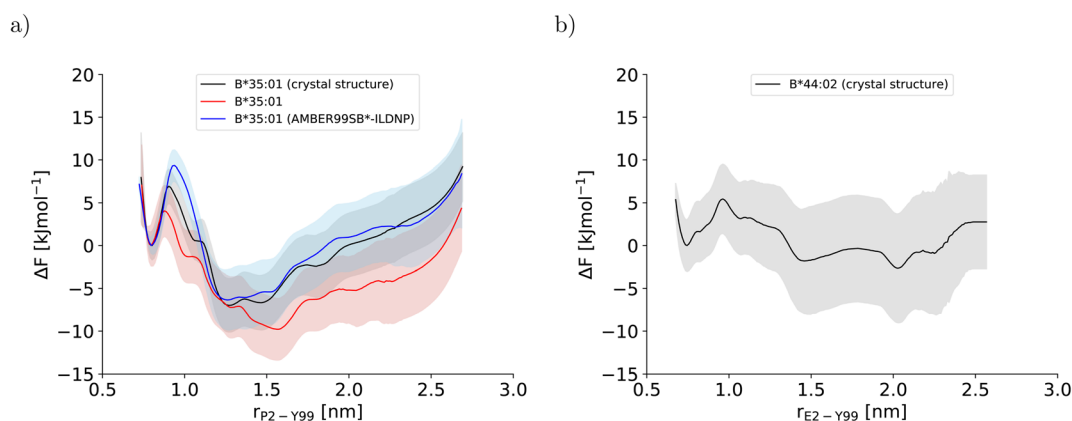 a)
B*35:01 (crystal structure)
B*35:01
B*35:01 (AMBER99SB*-ILDNP)
20
15
10
5
0
−5
−10
−15
ΔF [kJmol⁻¹]
0.5 1.0 1.5 2.0 2.5 3.0
r_P2−Y99 [nm]
b)
B*44:02 (crystal structure)
20
15
10
5
0
−5
−10
−15
ΔF [kJmol⁻¹]
0.5 1.0 1.5 2.0 2.5 3.0
r_E2−Y99 [nm]